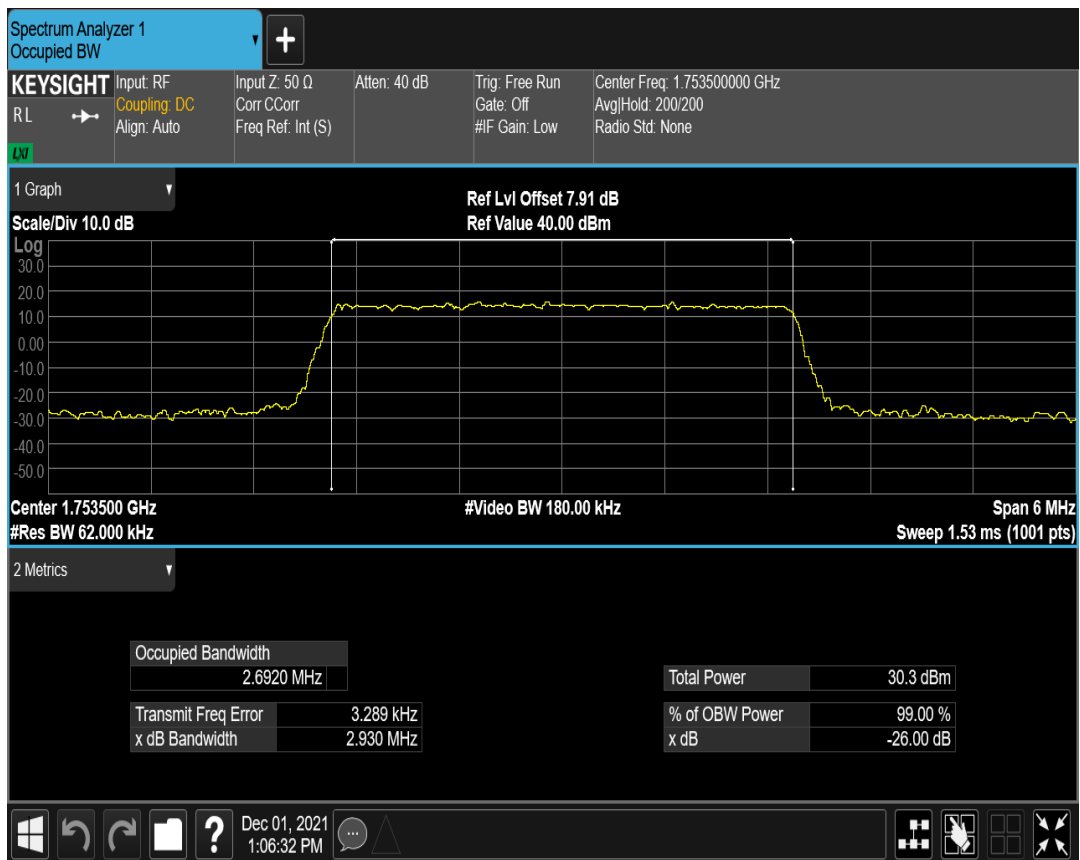 Spectrum Analyzer 1
Occupied BW
+
KEYSIGHT
RL
LXI
Input: RF
Coupling: DC
Align: Auto
Input Z: 50 Ω
Corr CCorr
Freq Ref: Int (S)
Atten: 40 dB
Trig: Free Run
Gate: Off
#IF Gain: Low
Center Freq: 1.753500000 GHz
Avg|Hold: 200/200
Radio Std: None
1 Graph
Scale/Div 10.0 dB
Ref Lvl Offset 7.91 dB
Ref Value 40.00 dBm
Log
30.0
20.0
10.0
0.00
-10.0
-20.0
-30.0
-40.0
-50.0
Center 1.753500 GHz
#Video BW 180.00 kHz
Span 6 MHz
#Res BW 62.000 kHz
Sweep 1.53 ms (1001 pts)
2 Metrics
Occupied Bandwidth
2.6920 MHz
Total Power 30.3 dBm
Transmit Freq Error 3.289 kHz
% of OBW Power 99.00 %
x dB Bandwidth 2.930 MHz
x dB -26.00 dB
?
Dec 01, 2021
1:06:32 PM